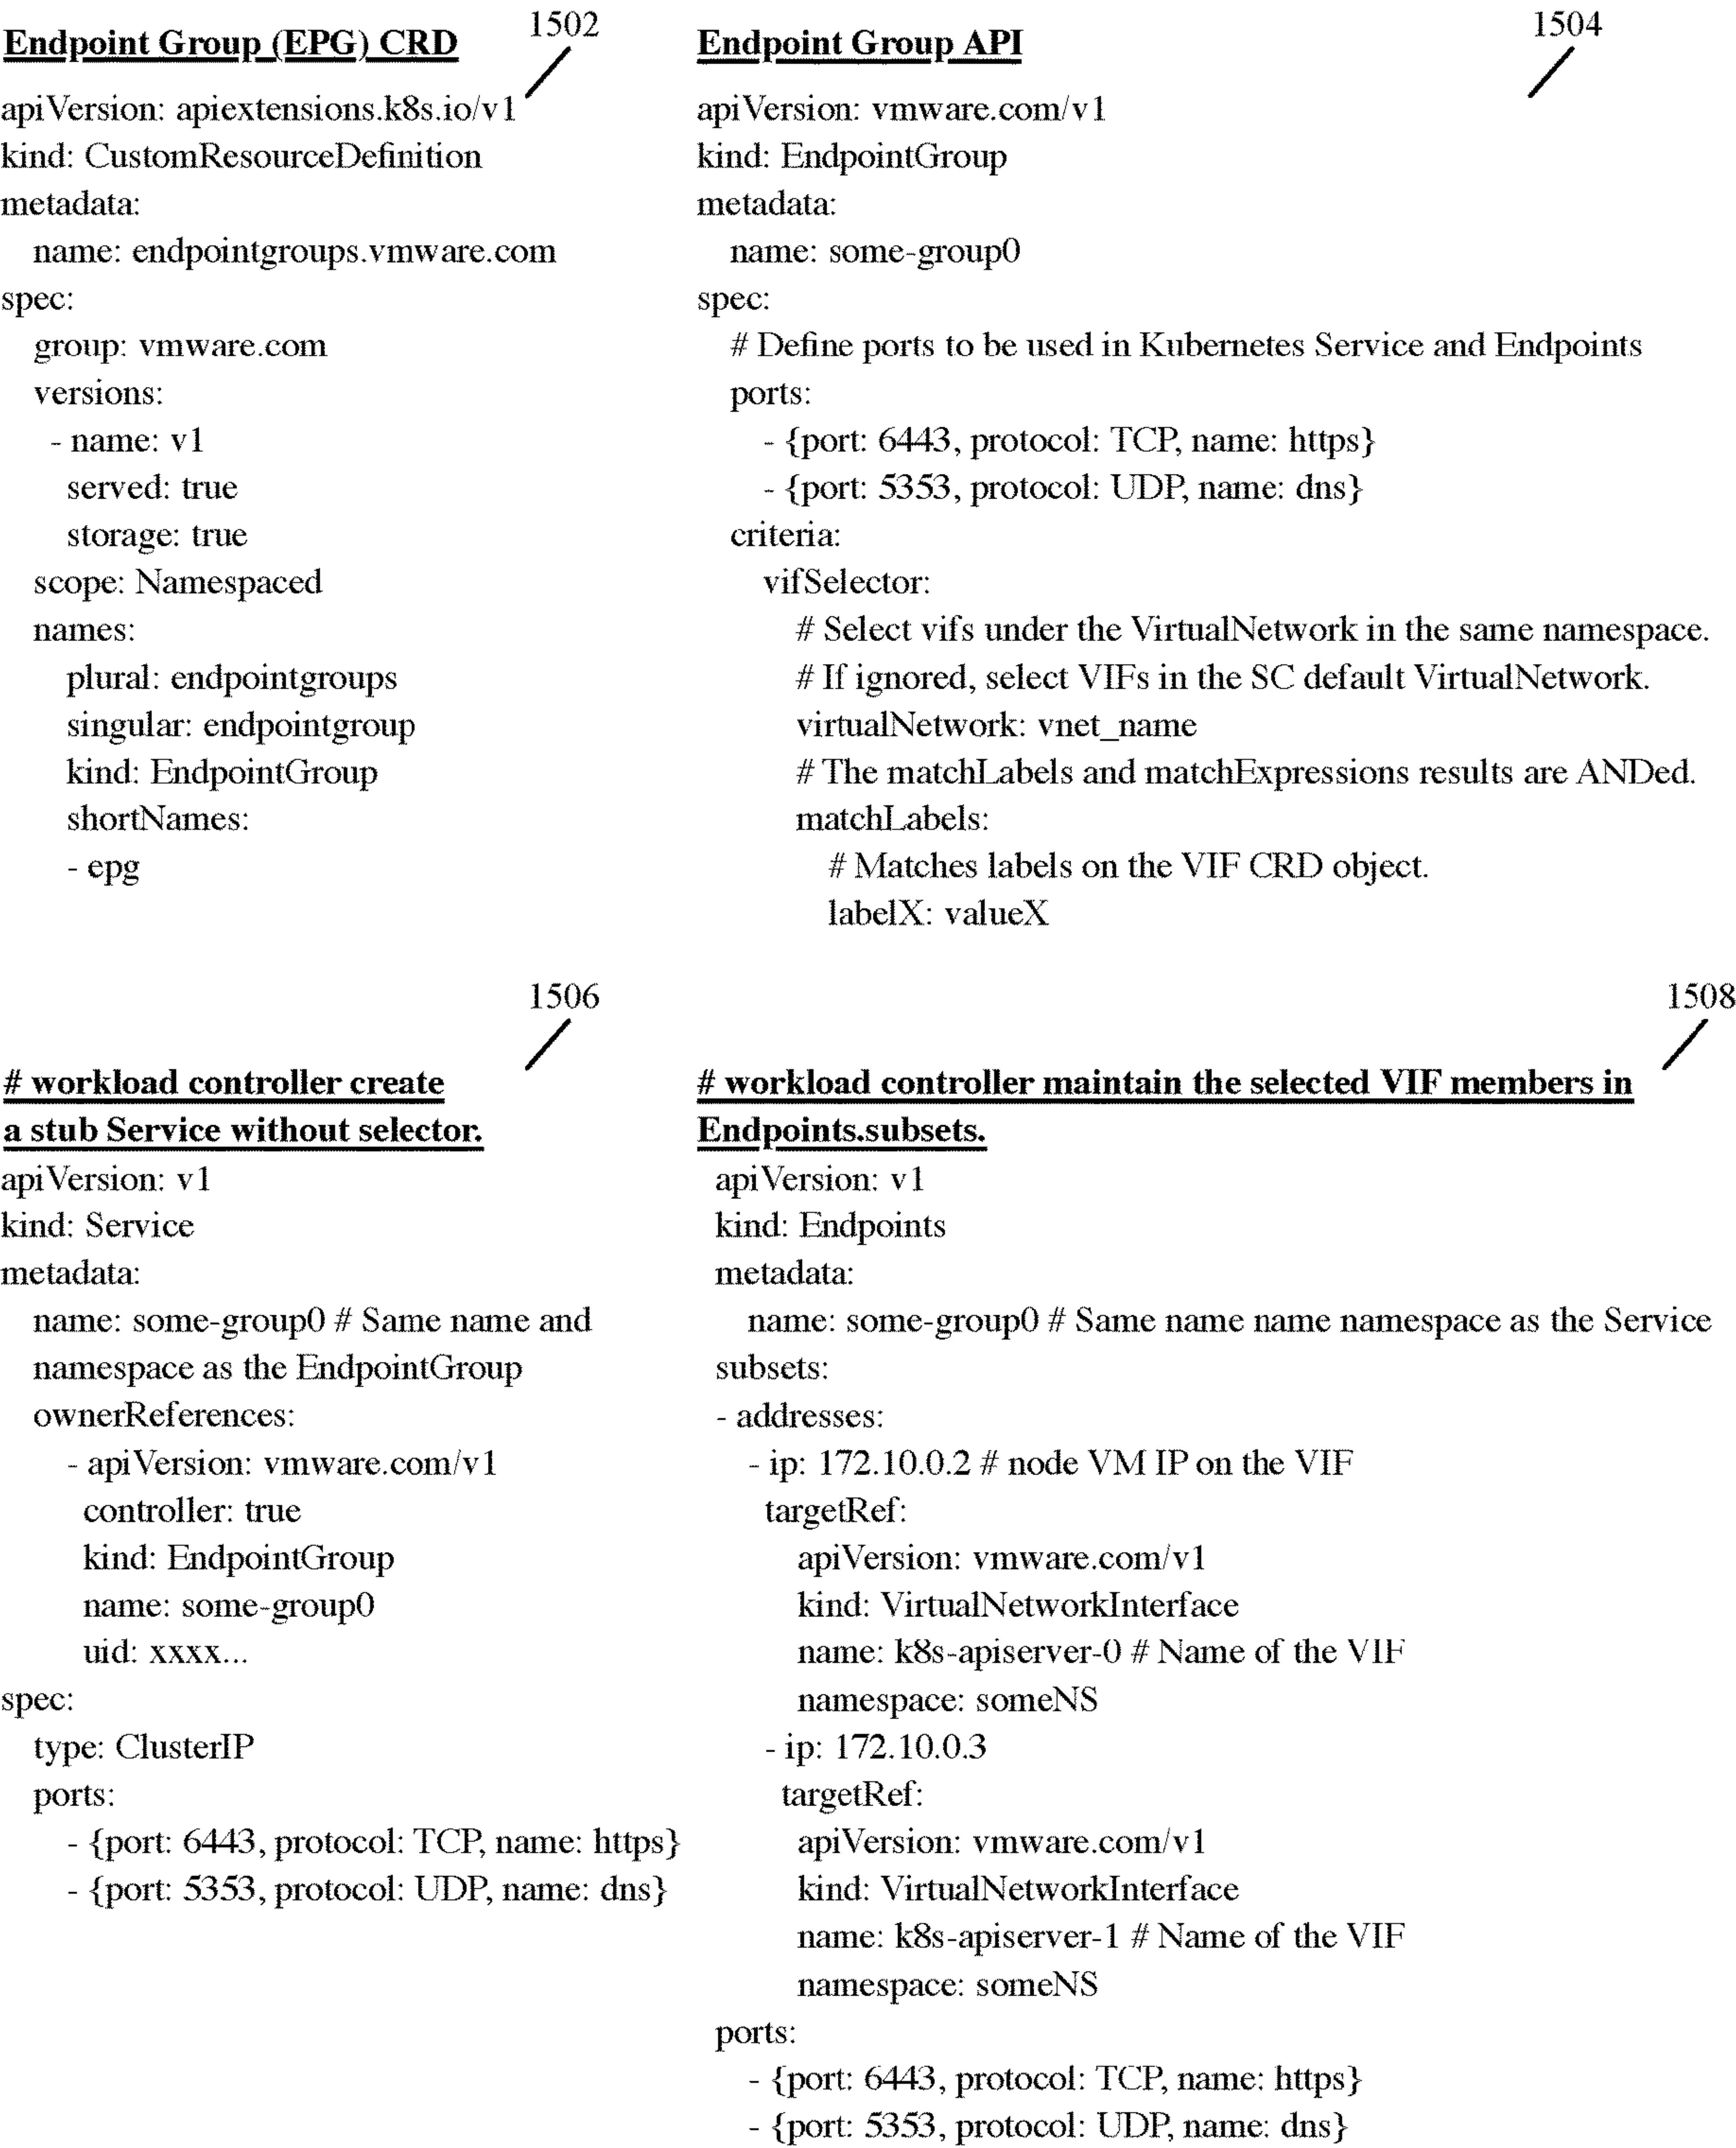 1502
Endpoint Group (EPG) CRD
apiVersion: apiextensions.k8s.io/v1
kind: CustomResourceDefinition
metadata:
name: endpointgroups.vmware.com
spec:
group: vmware.com
versions:
- name: v1
served: true
storage: true
scope: Namespaced
names:
plural: endpointgroups
singular: endpointgroup
kind: EndpointGroup
shortNames:
- epg
1504
Endpoint Group API
apiVersion: vmware.com/v1
kind: EndpointGroup
metadata:
name: some-group0
spec:
# Define ports to be used in Kubernetes Service and Endpoints
ports:
- {port: 6443, protocol: TCP, name: https}
- {port: 5353, protocol: UDP, name: dns}
criteria:
vifSelector:
# Select vifs under the VirtualNetwork in the same namespace.
# If ignored, select VIFs in the SC default VirtualNetwork.
virtualNetwork: vnet_name
# The matchLabels and matchExpressions results are ANDed.
matchLabels:
# Matches labels on the VIF CRD object.
labelX: valueX
1506
# workload controller create
a stub Service without selector.
apiVersion: v1
kind: Service
metadata:
name: some-group0 # Same name and
namespace as the EndpointGroup
ownerReferences:
- apiVersion: vmware.com/v1
controller: true
kind: EndpointGroup
name: some-group0
uid: xxxx...
spec:
type: ClusterIP
ports:
- {port: 6443, protocol: TCP, name: https}
- {port: 5353, protocol: UDP, name: dns}
1508
# workload controller maintain the selected VIF members in
Endpoints.subsets.
apiVersion: v1
kind: Endpoints
metadata:
name: some-group0 # Same name name namespace as the Service
subsets:
- addresses:
- ip: 172.10.0.2 # node VM IP on the VIF
targetRef:
apiVersion: vmware.com/v1
kind: VirtualNetworkInterface
name: k8s-apiserver-0 # Name of the VIF
namespace: someNS
- ip: 172.10.0.3
targetRef:
apiVersion: vmware.com/v1
kind: VirtualNetworkInterface
name: k8s-apiserver-1 # Name of the VIF
namespace: someNS
ports:
- {port: 6443, protocol: TCP, name: https}
- {port: 5353, protocol: UDP, name: dns}